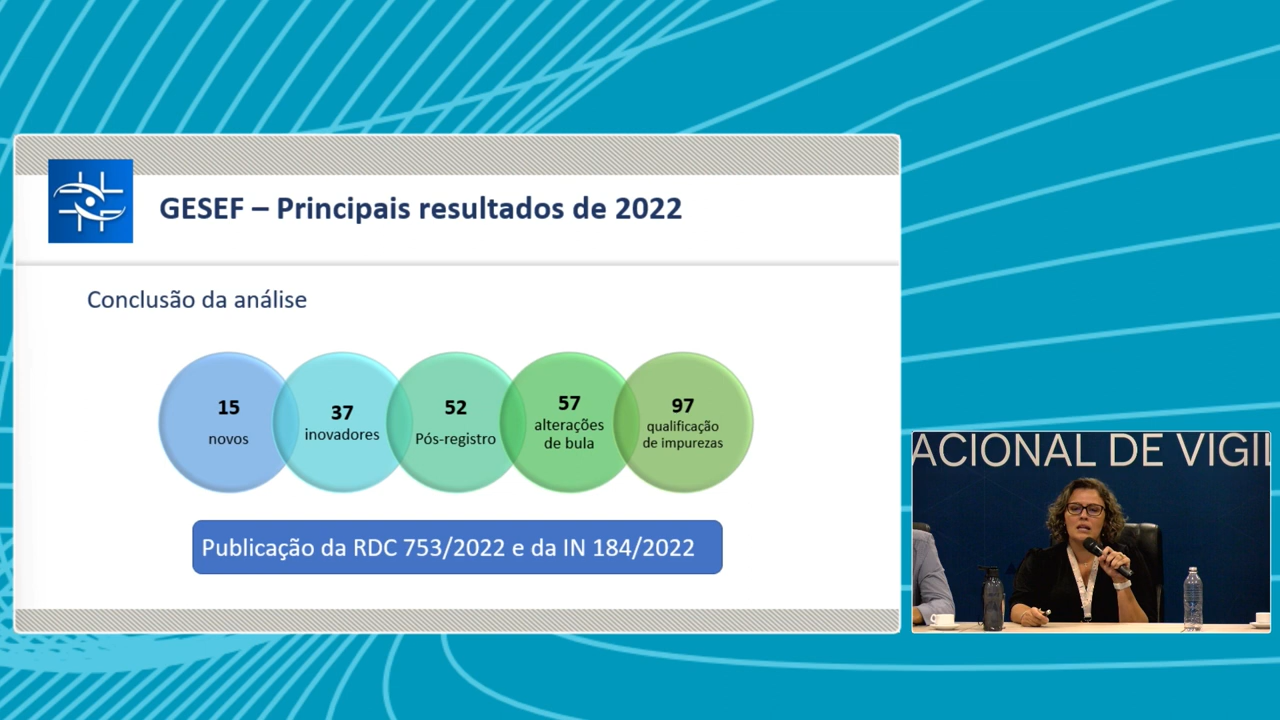 GESEF – Principais resultados de 2022
Conclusão da análise
15
novos
37
inovadores
52
Pós-registro
57
alterações
de bula
97
qualificação
de impurezas
Publicação da RDC 753/2022 e da IN 184/2022
ACIONAL DE VIGIL